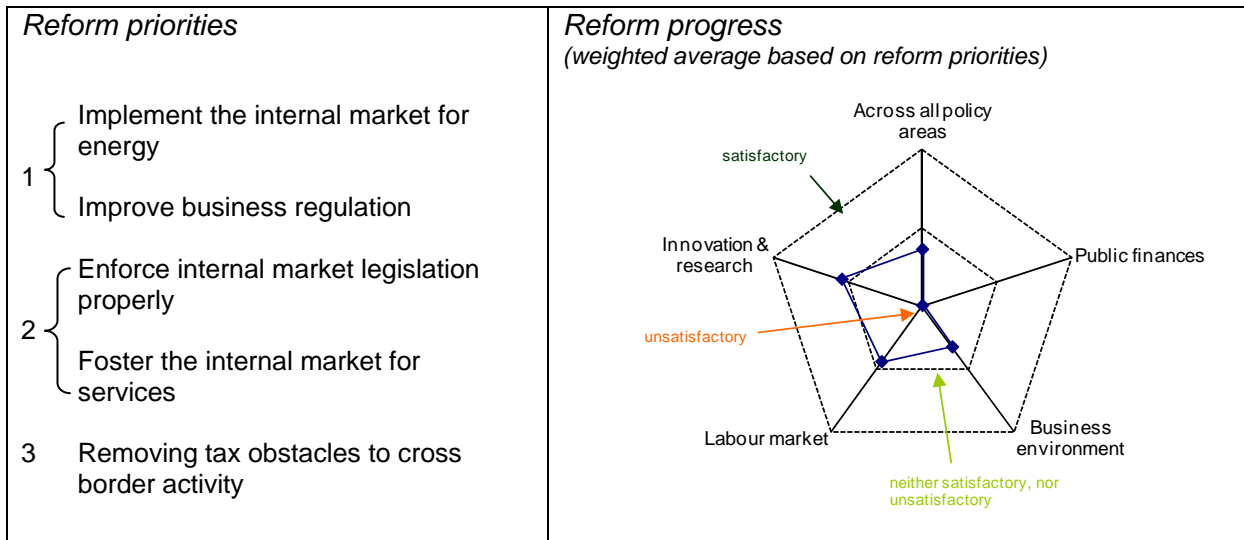 Reform priorities
1
Implement the internal market for
energy
Improve business regulation
2
Enforce internal market legislation
properly
Foster the internal market for
services
3 Removing tax obstacles to cross
border activity
Reform progress
(weighted average based on reform priorities)
Across all policy
areas
satisfactory
Innovation &
research
Public finances
unsatisfactory
Labour market
Business
environment
neither satisfactory, nor
unsatisfactory